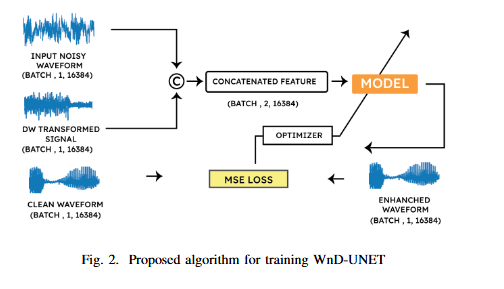 INPUT NOISY
WAVEFORM
(BATCH , 1, 16384)
DW TRANSFORMED
SIGNAL
(BATCH , 1, 16384)
CLEAN WAVEFORM
(BATCH , 1, 16384)
C
CONCATENATED FEATURE
(BATCH , 2, 16384)
MODEL
OPTIMIZER
MSE LOSS
ENHANCHED
WAVEFORM
(BATCH , 1, 16384)
Fig. 2. Proposed algorithm for training WnD-UNET